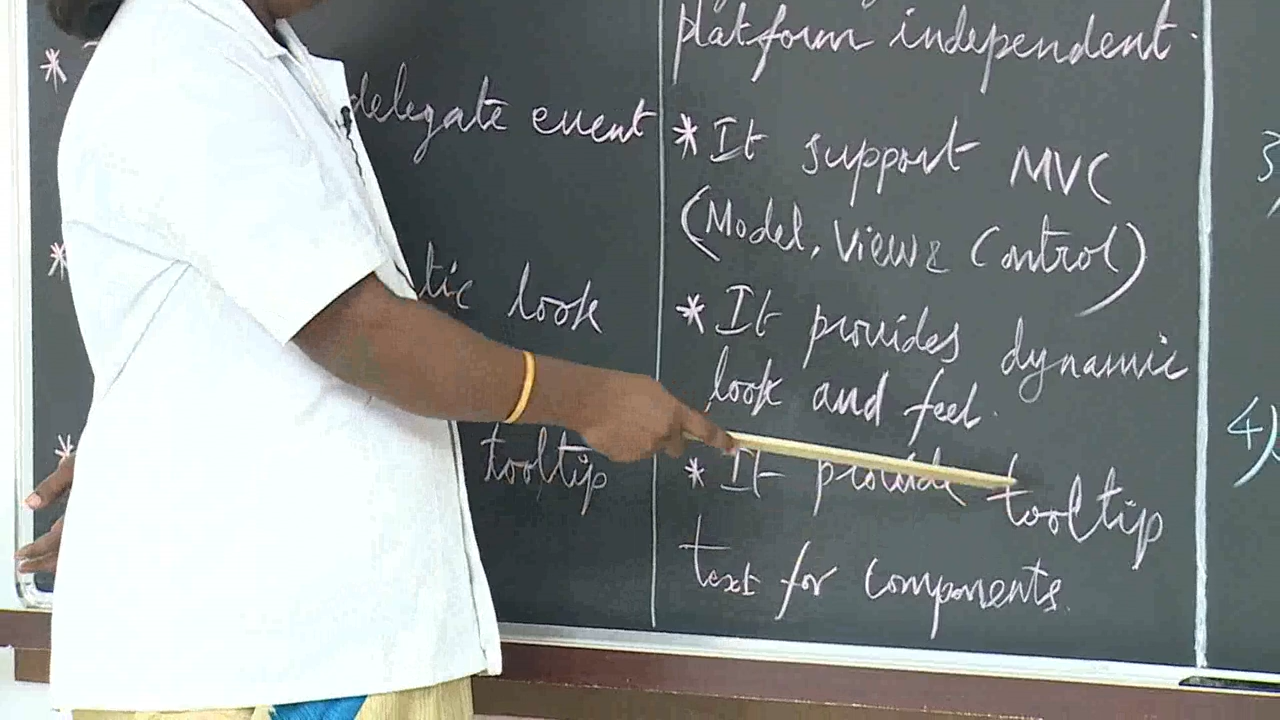 *
delegate event
*
tic look
*
tooltip
platform independent.
* It support MVC
(Model, View & Control)
* It provides dynamic
look and feel.
* It provide tooltip
text for components.
3)
4)